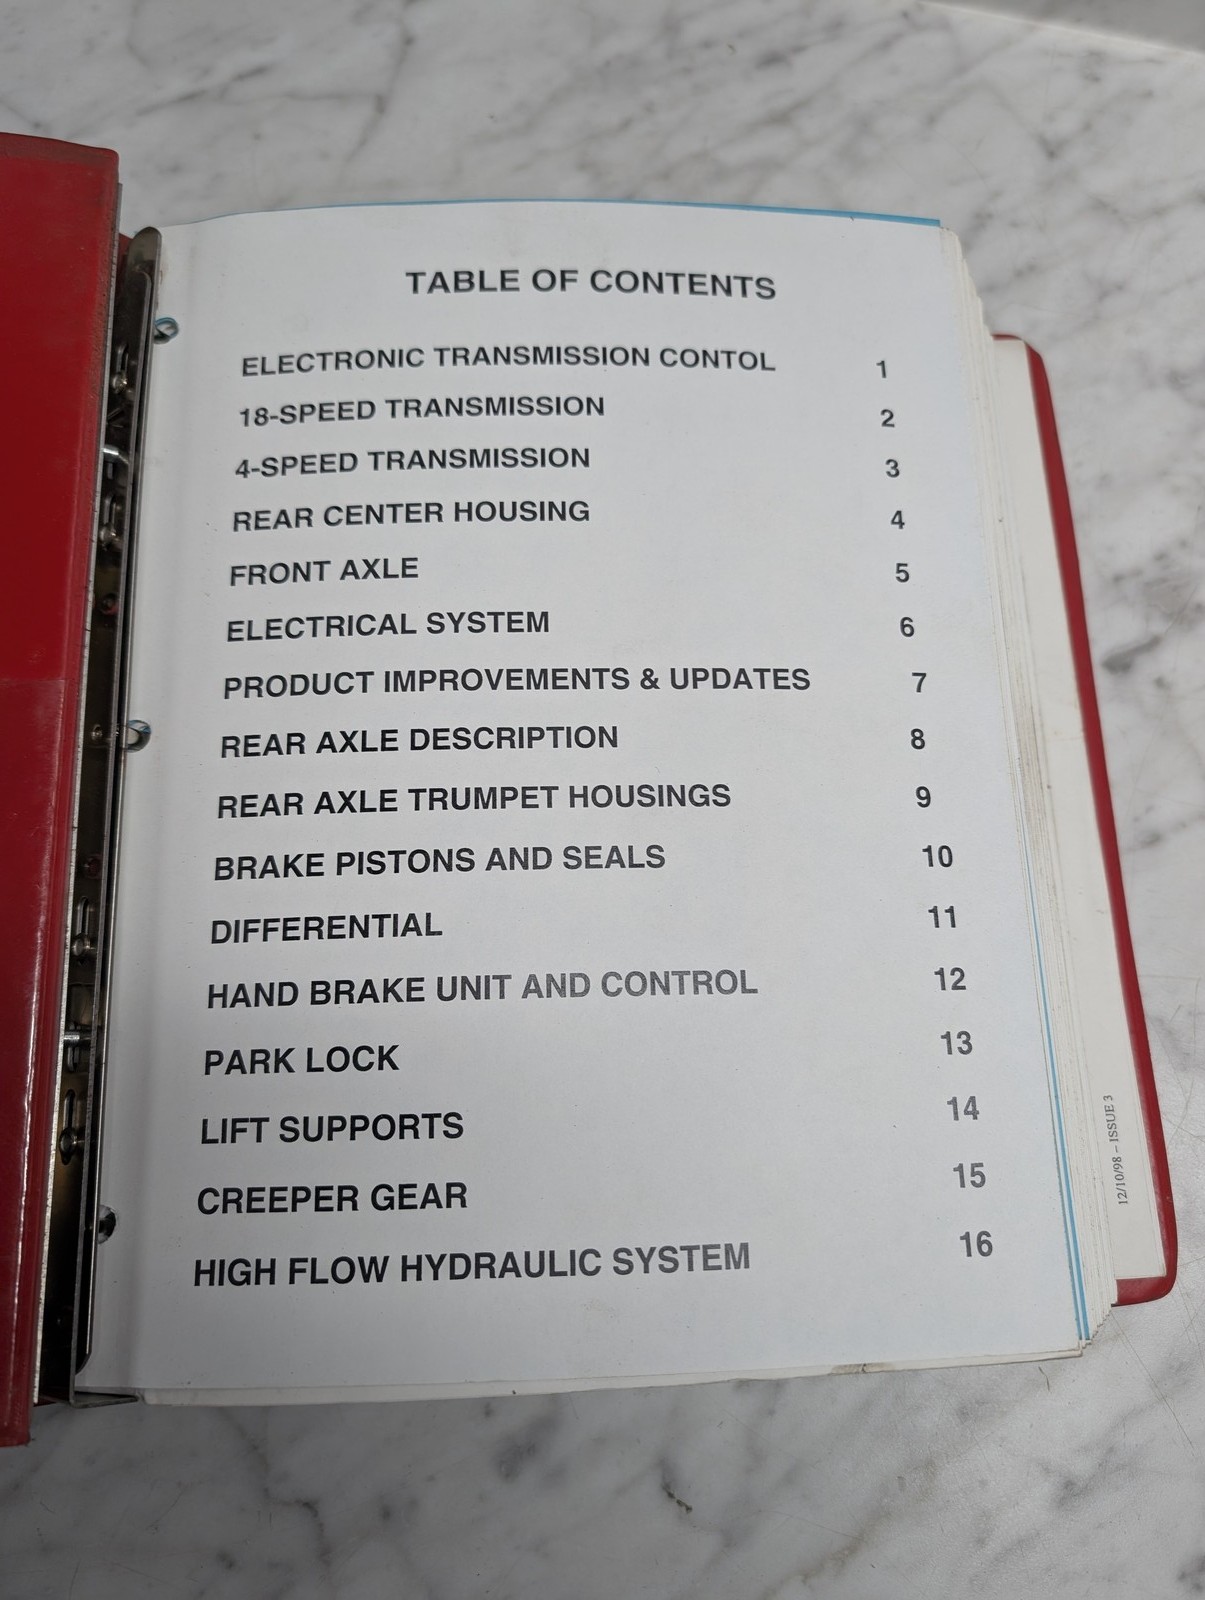 TABLE OF CONTENTS
ELECTRONIC TRANSMISSION CONTOL 1
18-SPEED TRANSMISSION 2
4-SPEED TRANSMISSION 3
REAR CENTER HOUSING 4
FRONT AXLE 5
ELECTRICAL SYSTEM 6
PRODUCT IMPROVEMENTS & UPDATES 7
REAR AXLE DESCRIPTION 8
REAR AXLE TRUMPET HOUSINGS 9
BRAKE PISTONS AND SEALS 10
DIFFERENTIAL 11
HAND BRAKE UNIT AND CONTROL 12
PARK LOCK 13
LIFT SUPPORTS 14
CREEPER GEAR 15
HIGH FLOW HYDRAULIC SYSTEM 16
12/10/98 – ISSUE 3